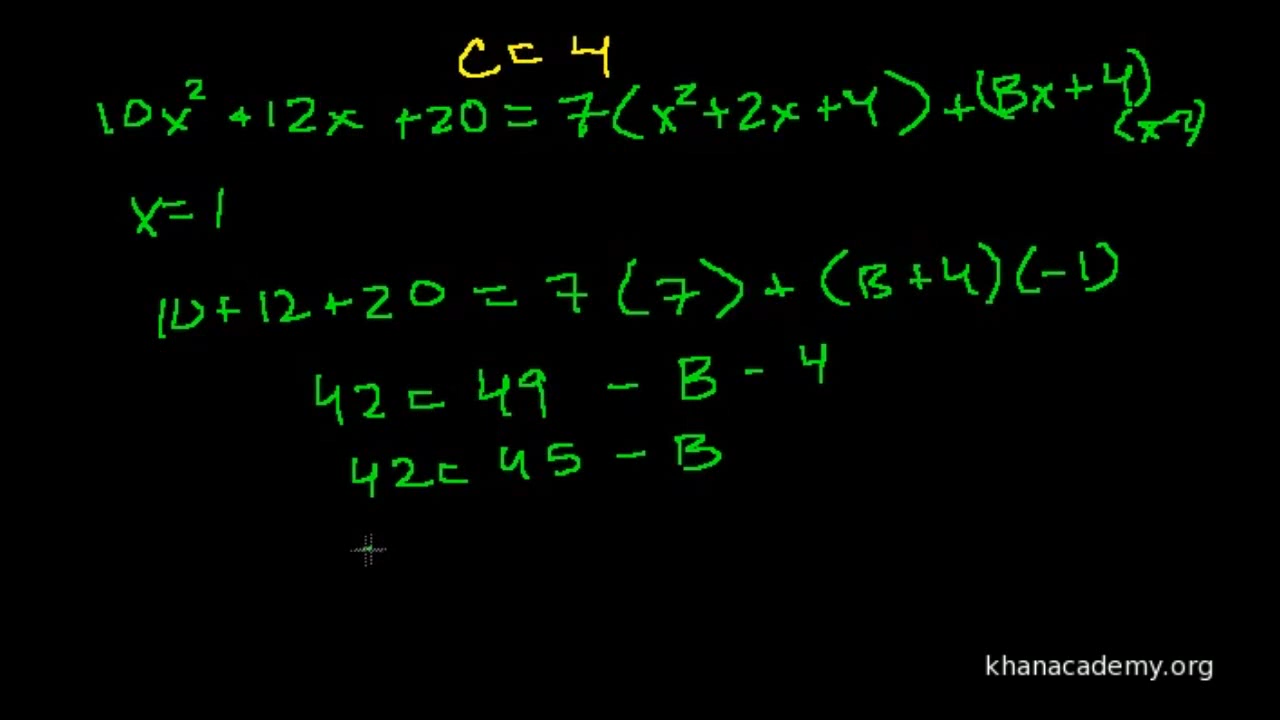 C = 4
10x² + 12x + 20 = 7(x² + 2x + 4) + (Bx + 4)(x-2)
x = 1
10 + 12 + 20 = 7(7) + (B + 4)(-1)
42 = 49 - B - 4
42 = 45 - B
khanacademy.org